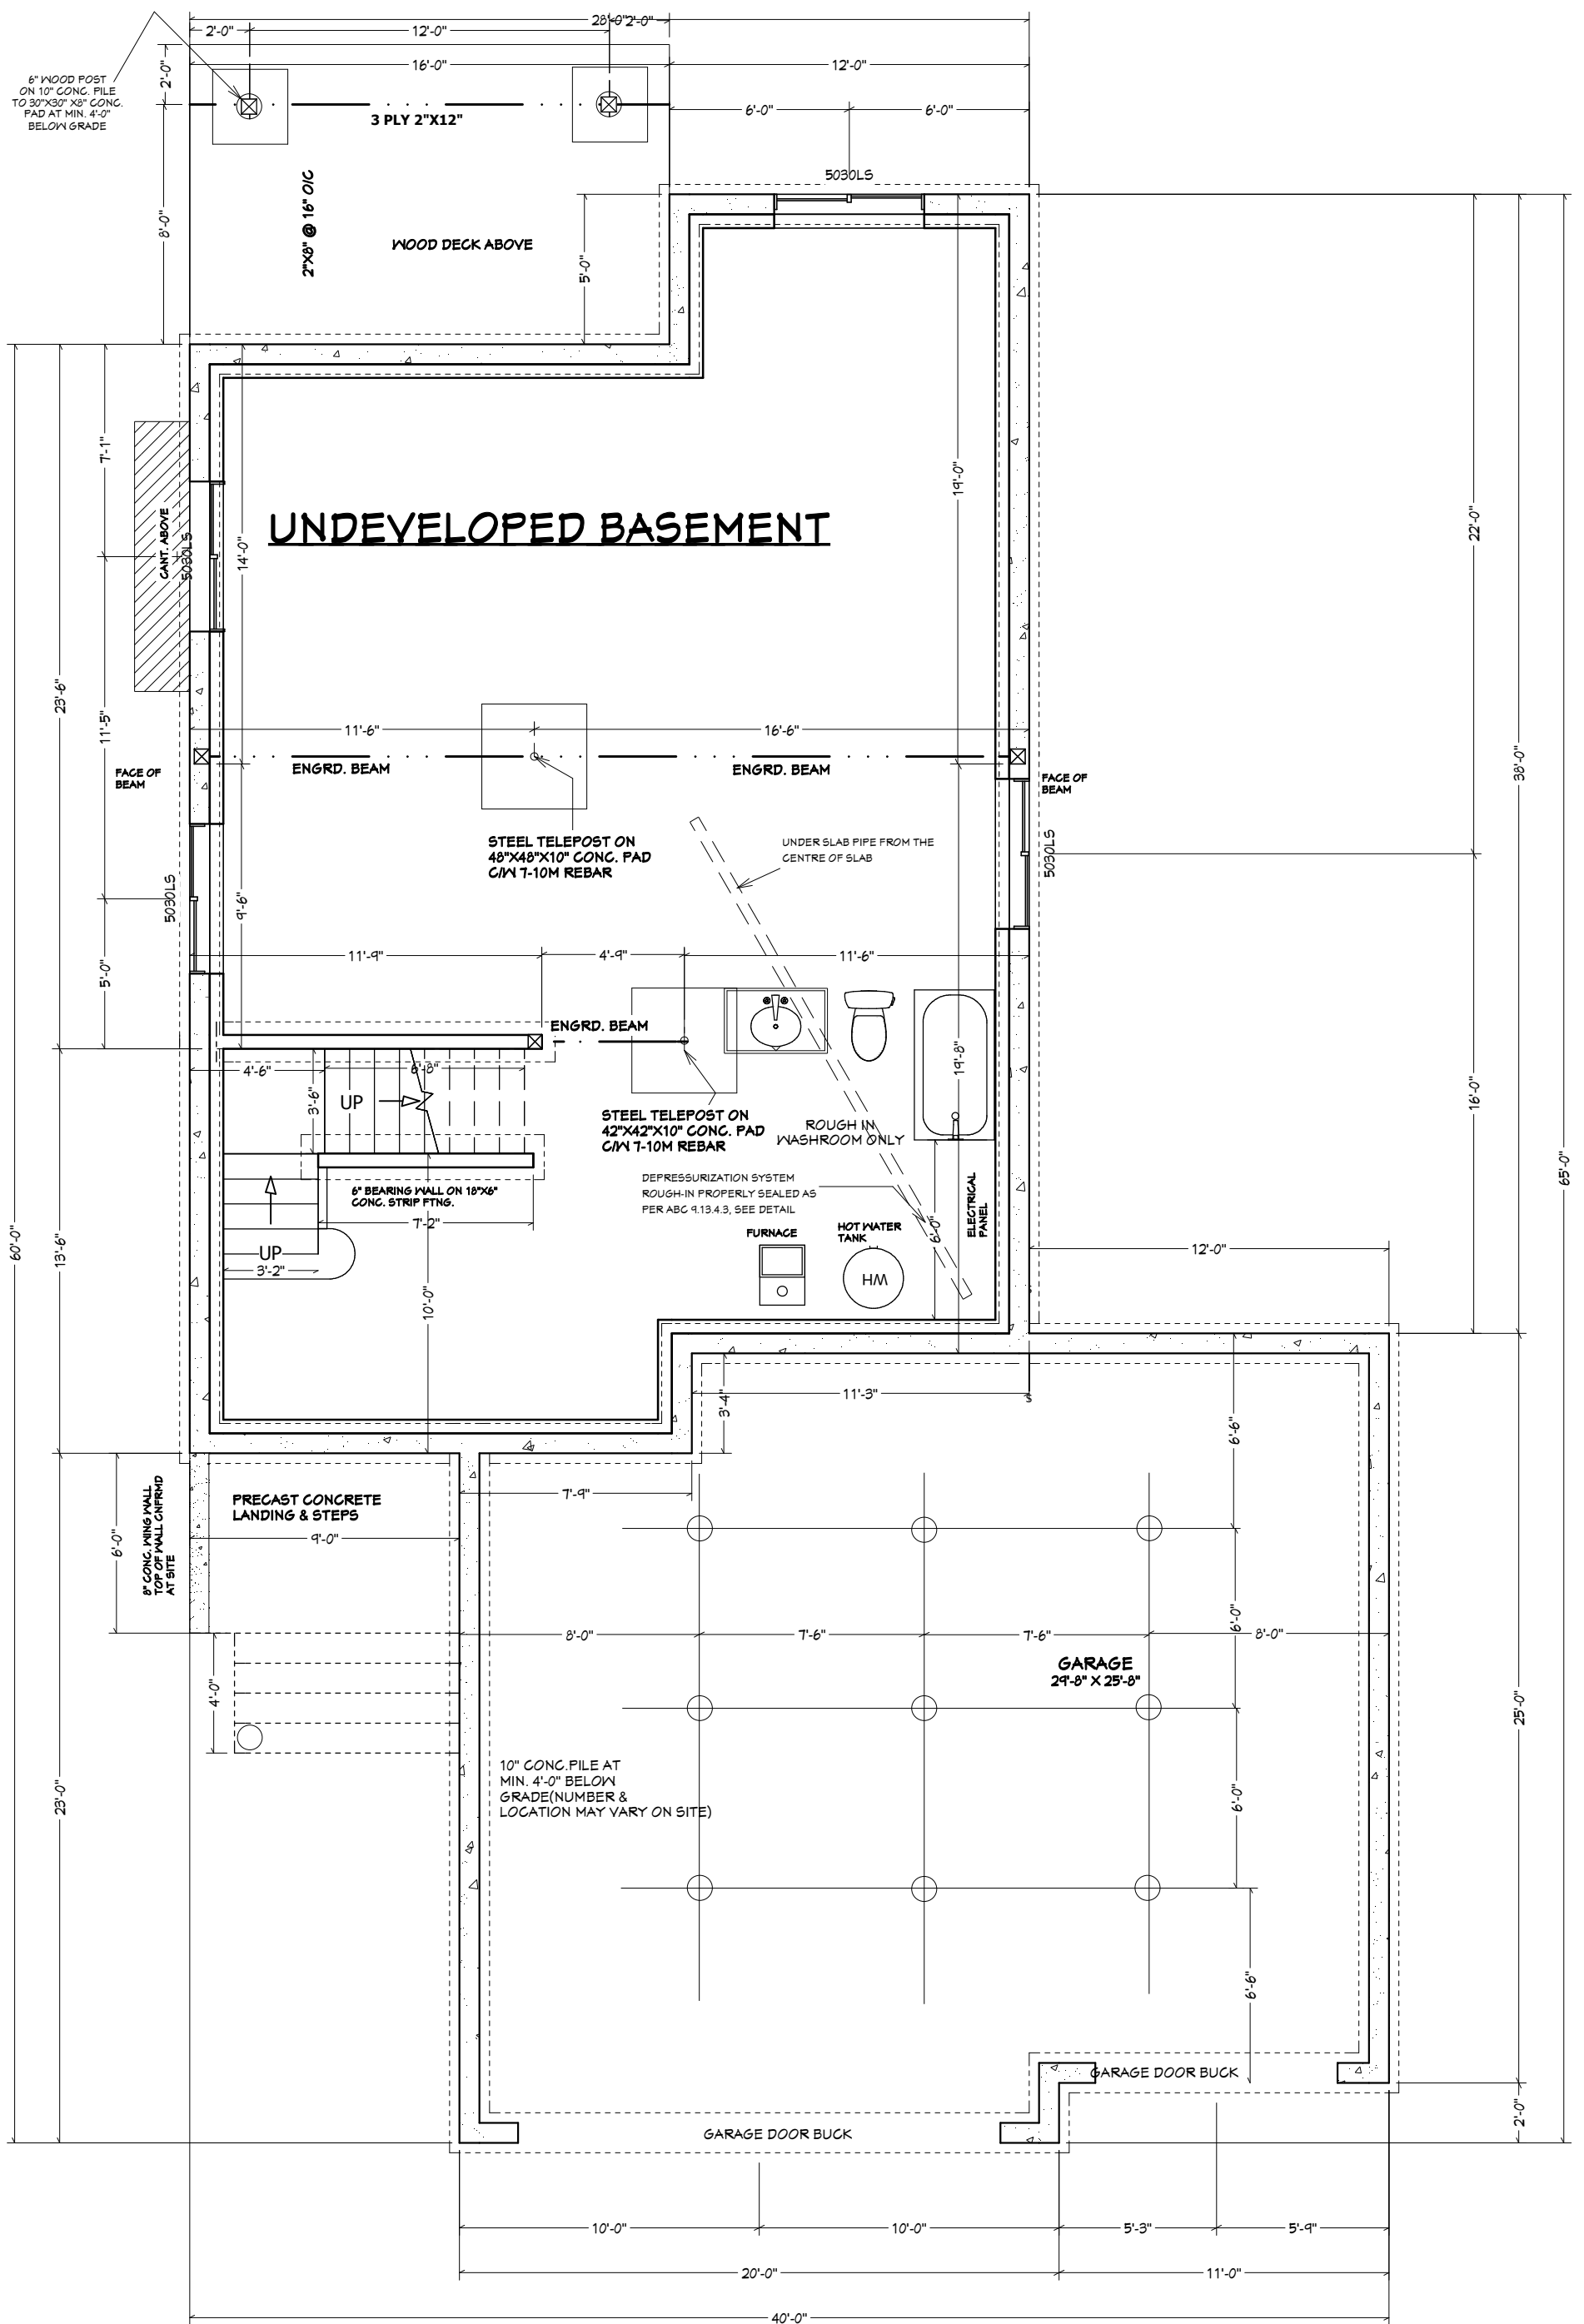 28'-0"
2'-0"
2'-0"
12'-0"
16'-0"
12'-0"
2'-0"
6'-0"
6'-0"
6" WOOD POST
ON 10" CONC. PILE
TO 30"X30" X8" CONC.
PAD AT MIN. 4'-0"
BELOW GRADE
3 PLY 2"X12"
5030LS
2"X8" @ 16" O/C
WOOD DECK ABOVE
8'-0"
5'-0"
7'-1"
CANT. ABOVE
5030LS
14'-0"
UNDEVELOPED BASEMENT
19'-0"
22'-0"
23'-6"
11'-5"
11'-6"
16'-6"
38'-0"
FACE OF
BEAM
ENGRD. BEAM
ENGRD. BEAM
FACE OF
BEAM
STEEL TELEPOST ON
48"X48"X10" CONC. PAD
C/W 7-10M REBAR
UNDER SLAB PIPE FROM THE
CENTRE OF SLAB
5030LS
5030LS
9'-6"
5'-0"
11'-9"
4'-9"
11'-6"
ENGRD. BEAM
4'-6"
6'-8"
19'-8"
3'-6"
UP
16'-0"
STEEL TELEPOST ON
42"X42"X10" CONC. PAD
C/W 7-10M REBAR
ROUGH IN
WASHROOM ONLY
65'-0"
DEPRESSURIZATION SYSTEM
ROUGH-IN PROPERLY SEALED AS
PER ABC 9.13.4.3, SEE DETAIL
6" BEARING WALL ON 18"X6"
CONC. STRIP FTNG.
7'-2"
ELECTRICAL
PANEL
6'-0"
FURNACE
HOT WATER
TANK
HW
60'-0"
13'-6"
UP
3'-2"
10'-0"
12'-0"
11'-3"
3'-4"
S
6'-6"
7'-9"
PRECAST CONCRETE
LANDING & STEPS
9'-0"
6'-0"
8" CONC. WING WALL
TOP OF WALL CNFRMD
AT SITE
8'-0"
7'-6"
7'-6"
6'-0"
8'-0"
GARAGE
29'-8" X 25'-8"
4'-0"
25'-0"
10" CONC.PILE AT
MIN. 4'-0" BELOW
GRADE(NUMBER &
LOCATION MAY VARY ON SITE)
6'-0"
23'-0"
6'-6"
GARAGE DOOR BUCK
2'-0"
GARAGE DOOR BUCK
10'-0"
10'-0"
5'-3"
5'-9"
20'-0"
11'-0"
40'-0"